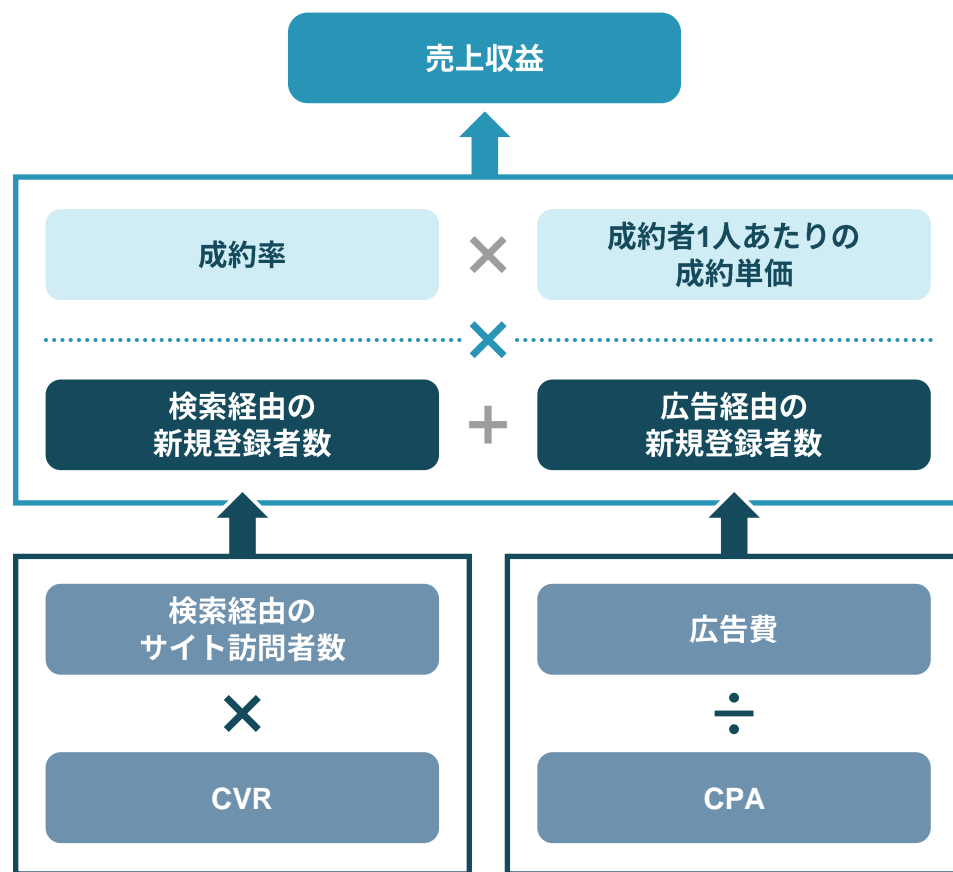 売上収益
成約率
×
成約者1人あたりの
成約単価
×
検索経由の
新規登録者数
+
広告経由の
新規登録者数
検索経由の
サイト訪問者数
広告費
×
÷
CVR
CPA